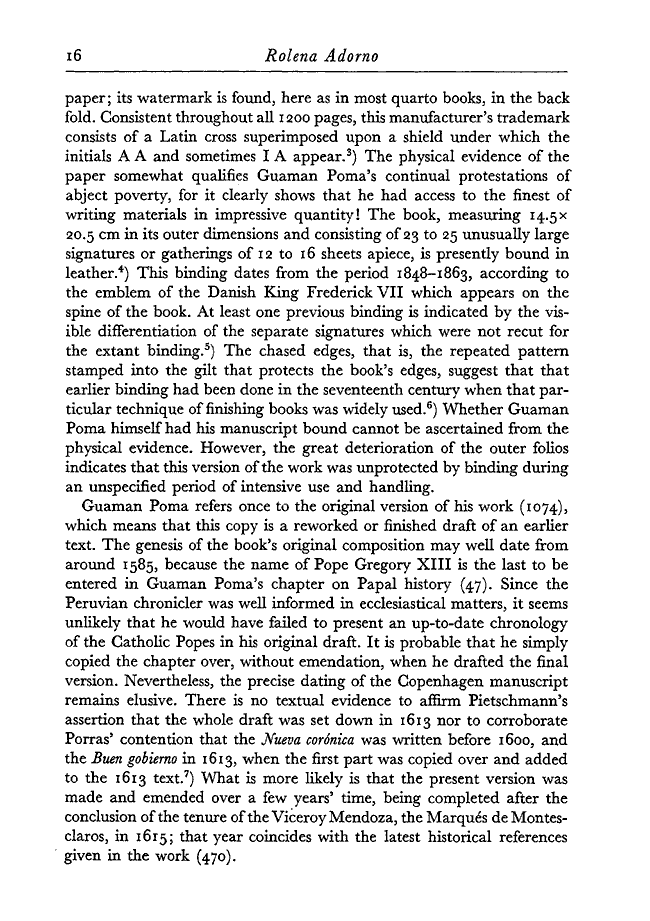 16 Rolena Adorno
paper; its watermark is found, here as in most quarto books, in the back
fold. Consistent throughout all 1200 pages, this manufacturer's trademark
consists of a Latin cross superimposed upon a shield under which the
initials A A and sometimes I A appear.³) The physical evidence of the
paper somewhat qualifies Guaman Poma's continual protestations of
abject poverty, for it clearly shows that he had access to the finest of
writing materials in impressive quantity! The book, measuring 14.5×
20.5 cm in its outer dimensions and consisting of 23 to 25 unusually large
signatures or gatherings of 12 to 16 sheets apiece, is presently bound in
leather.⁴) This binding dates from the period 1848–1863, according to
the emblem of the Danish King Frederick VII which appears on the
spine of the book. At least one previous binding is indicated by the vis-
ible differentiation of the separate signatures which were not recut for
the extant binding.⁵) The chased edges, that is, the repeated pattern
stamped into the gilt that protects the book's edges, suggest that that
earlier binding had been done in the seventeenth century when that par-
ticular technique of finishing books was widely used.⁶) Whether Guaman
Poma himself had his manuscript bound cannot be ascertained from the
physical evidence. However, the great deterioration of the outer folios
indicates that this version of the work was unprotected by binding during
an unspecified period of intensive use and handling.
Guaman Poma refers once to the original version of his work (1074),
which means that this copy is a reworked or finished draft of an earlier
text. The genesis of the book's original composition may well date from
around 1585, because the name of Pope Gregory XIII is the last to be
entered in Guaman Poma's chapter on Papal history (47). Since the
Peruvian chronicler was well informed in ecclesiastical matters, it seems
unlikely that he would have failed to present an up-to-date chronology
of the Catholic Popes in his original draft. It is probable that he simply
copied the chapter over, without emendation, when he drafted the final
version. Nevertheless, the precise dating of the Copenhagen manuscript
remains elusive. There is no textual evidence to affirm Pietschmann's
assertion that the whole draft was set down in 1613 nor to corroborate
Porras' contention that the Nueva corónica was written before 1600, and
the Buen gobierno in 1613, when the first part was copied over and added
to the 1613 text.⁷) What is more likely is that the present version was
made and emended over a few years' time, being completed after the
conclusion of the tenure of the Viceroy Mendoza, the Marqués de Montes-
claros, in 1615; that year coincides with the latest historical references
given in the work (470).